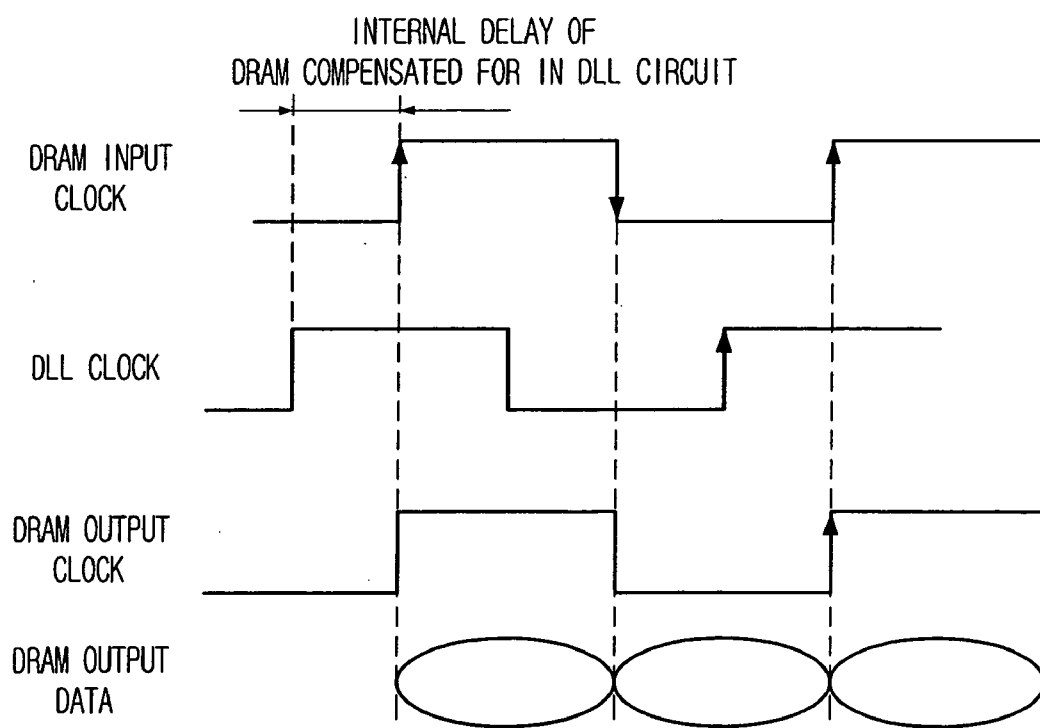 INTERNAL DELAY OF
DRAM COMPENSATED FOR IN DLL CIRCUIT
DRAM INPUT
CLOCK
DLL CLOCK
DRAM OUTPUT
CLOCK
DRAM OUTPUT
DATA